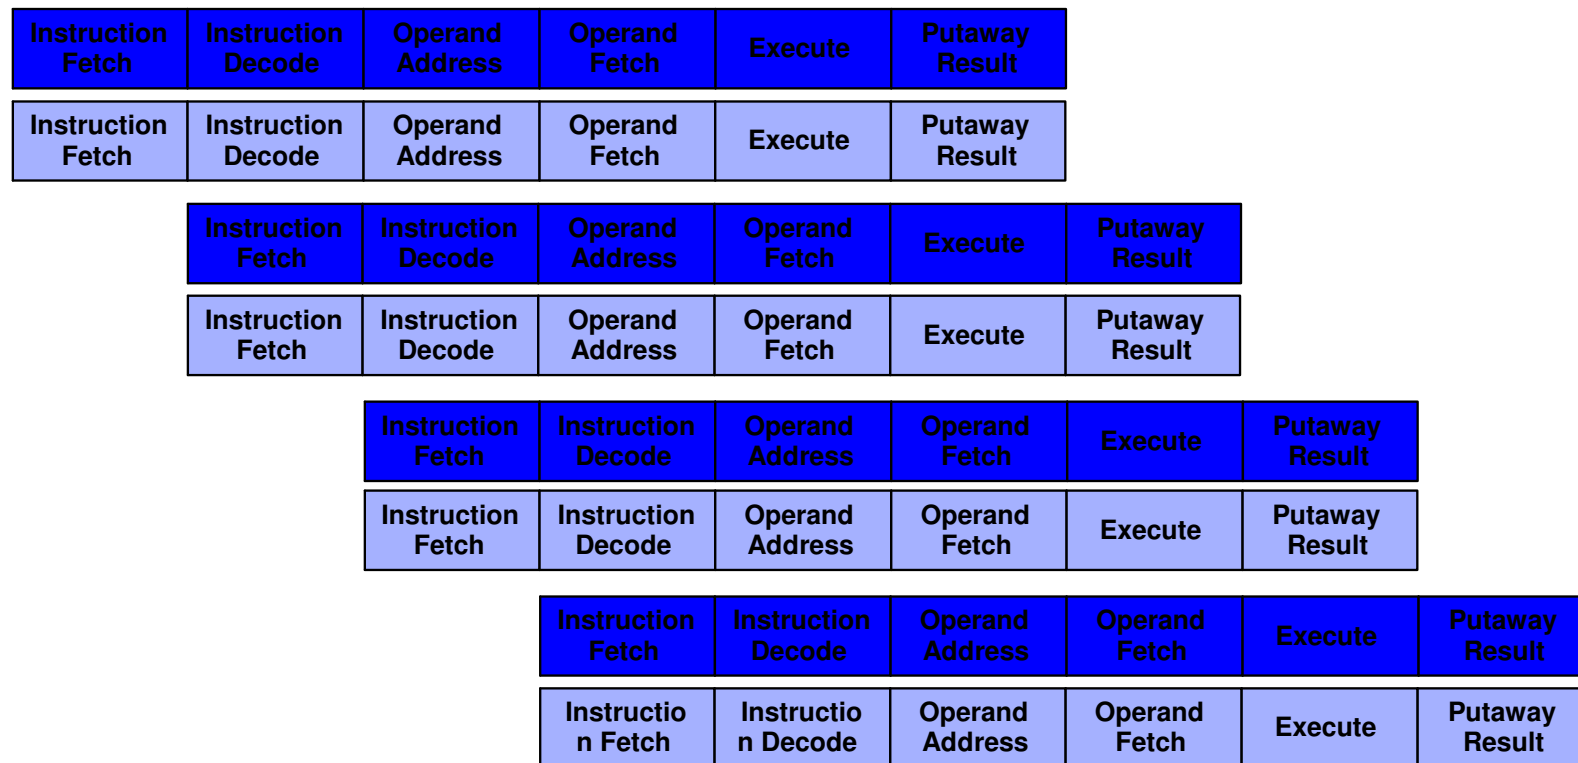 Instruction Instruction Operand Operand Execute Putaway
Fetch Decode Address Fetch Result
Instruction Instruction Operand Operand Execute Putaway
Fetch Decode Address Fetch Result
Instruction Instruction Operand Operand Execute Putaway
Fetch Decode Address Fetch Result
Instruction Instruction Operand Operand Execute Putaway
Fetch Decode Address Fetch Result
Instruction Instruction Operand Operand Execute Putaway
Fetch Decode Address Fetch Result
Instruction Instruction Operand Operand Execute Putaway
Fetch Decode Address Fetch Result
Instruction Instruction Operand Operand Execute Putaway
Fetch Decode Address Fetch Result
Instructio Instructio Operand Operand Execute Putaway
n Fetch n Decode Address Fetch Result